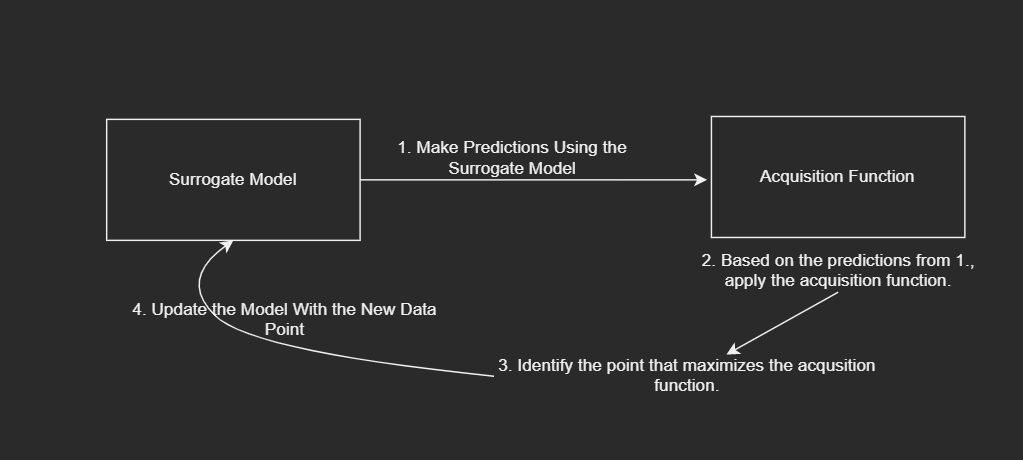 1. Make Predictions Using the
Surrogate Model
Surrogate Model
Acquisition Function
2. Based on the predictions from 1.,
apply the acquisition function.
4. Update the Model With the New Data
Point
3. Identify the point that maximizes the acqusition
function.